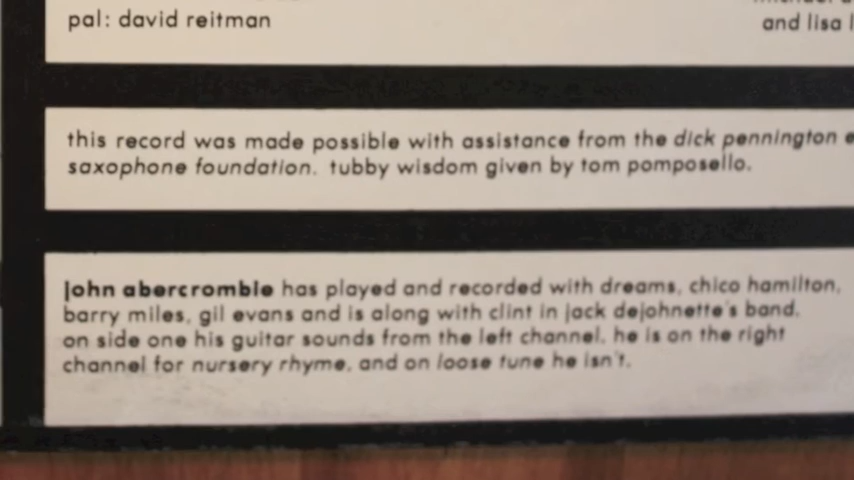 pal: david reitman
and lisa
this record was made possible with assistance from the dick pennington
saxophone foundation. tubby wisdom given by tom pomposello.
john abercrombie has played and recorded with dreams, chico hamilton,
barry miles, gil evans and is along with clint in jack dejohnette's band.
on side one his guitar sounds from the left channel. he is on the right
channel for nursery rhyme, and on loose tune he isn't.